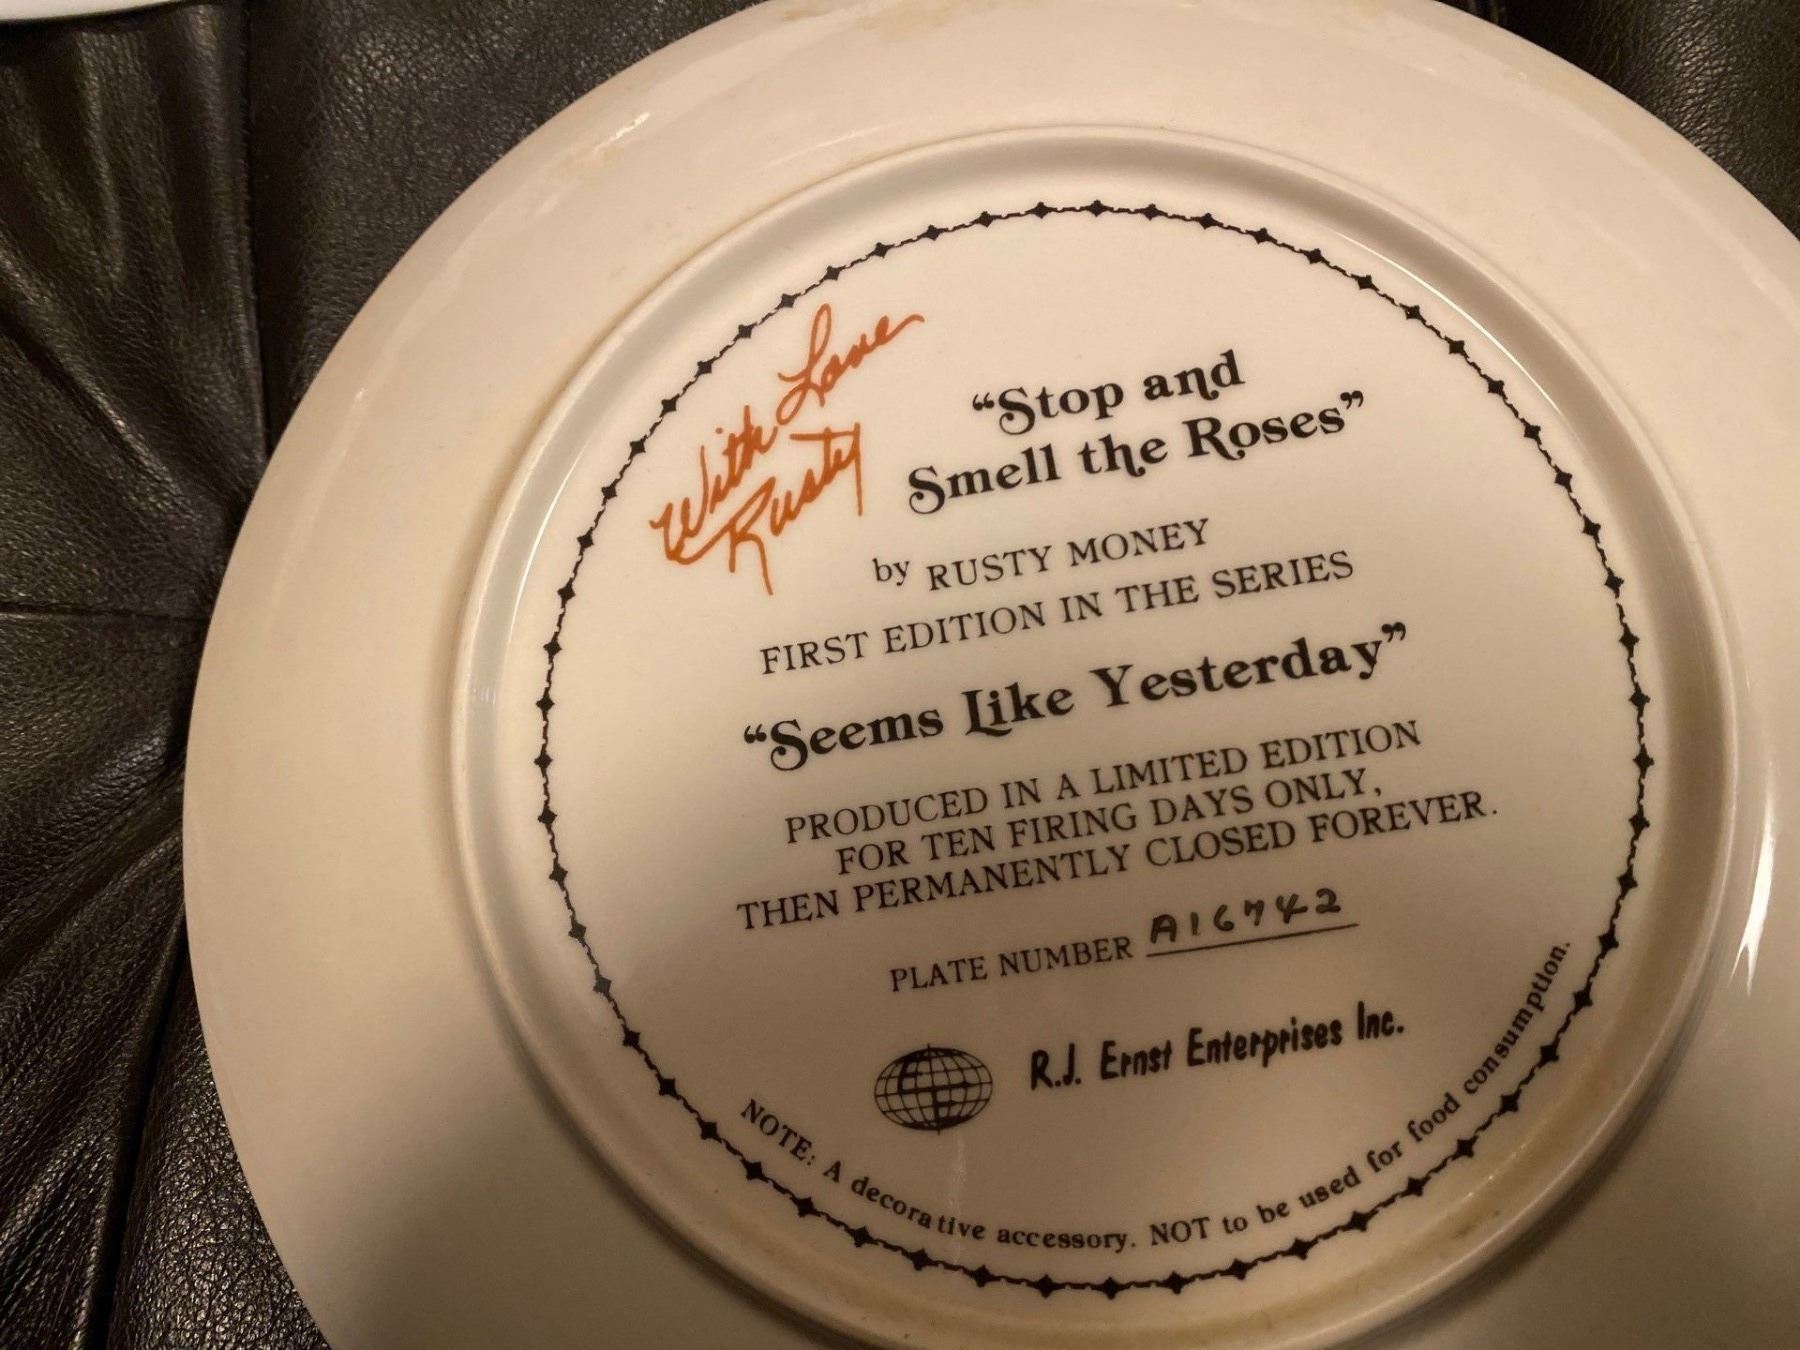 With Love
Rusty
“Stop and
Smell the Roses”
by RUSTY MONEY
FIRST EDITION IN THE SERIES
“Seems Like Yesterday”
PRODUCED IN A LIMITED EDITION
FOR TEN FIRING DAYS ONLY,
THEN PERMANENTLY CLOSED FOREVER.
PLATE NUMBER A16742
R.J. Ernst Enterprises Inc.
NOTE: A decorative accessory. NOT to be used for food consumption.